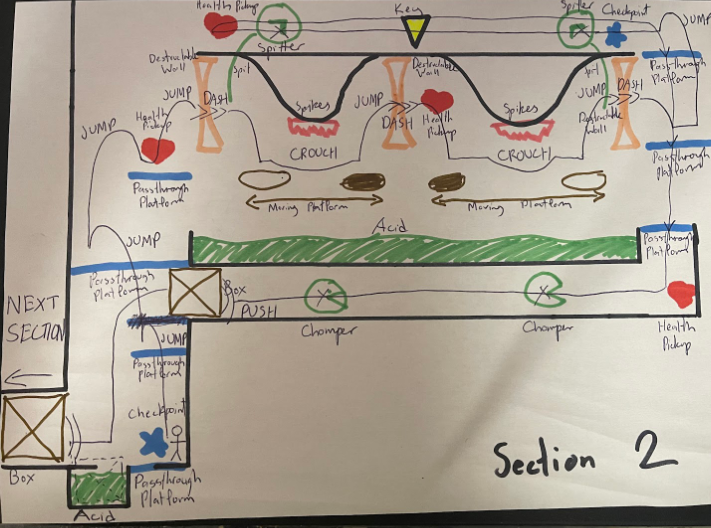 Health Pickup
Key
Spitter
Checkpoint
JUMP
Spitter
Destructable
Wall
Spit
Destructable
Wall
Spit
Passthrough
Platform
JUMP
DASH
Spikes
JUMP
DASH
Health
Pickup
Spikes
JUMP
DASH
Destructable
Wall
JUMP
Health
Pickup
CROUCH
CROUCH
Passthrough
Platform
Passthrough
Platform
Moving Platform
Moving Platform
JUMP
Acid
Passthrough
Platform
Passthrough
Platform
Box
PUSH
NEXT
SECTION
Chomper
Chomper
Health
Pickup
JUMP
Passthrough
Platform
Checkpoint
Box
Passthrough
Platform
Acid
Section 2